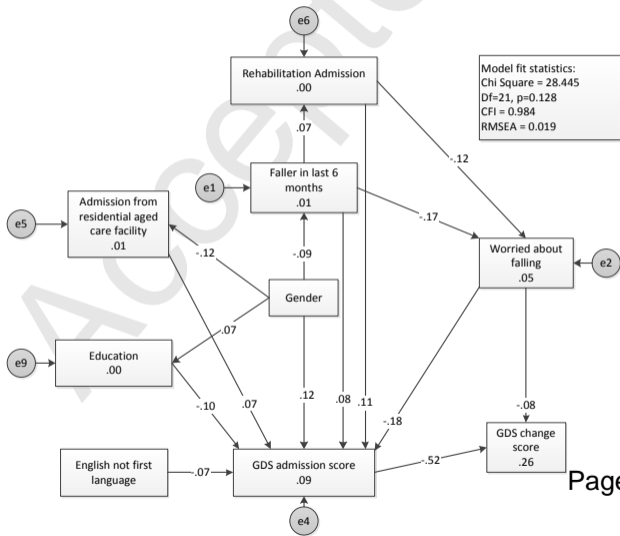 e6
Rehabilitation Admission
.00
Model fit statistics:
Chi Square = 28.445
Df=21, p=0.128
CFI = 0.984
RMSEA = 0.019
.07
-.12
e1
Faller in last 6
months
.01
e5
Admission from
residential aged
care facility
.01
-.17
-.12
-.09
Worried about
falling
.05
e2
Gender
.07
e9
Education
.00
-.10
.07
.12
.08
.11
-.18
-.08
English not first
language
-.07
GDS admission score
.09
-.52
GDS change
score
.26
Page
e4
Accepte